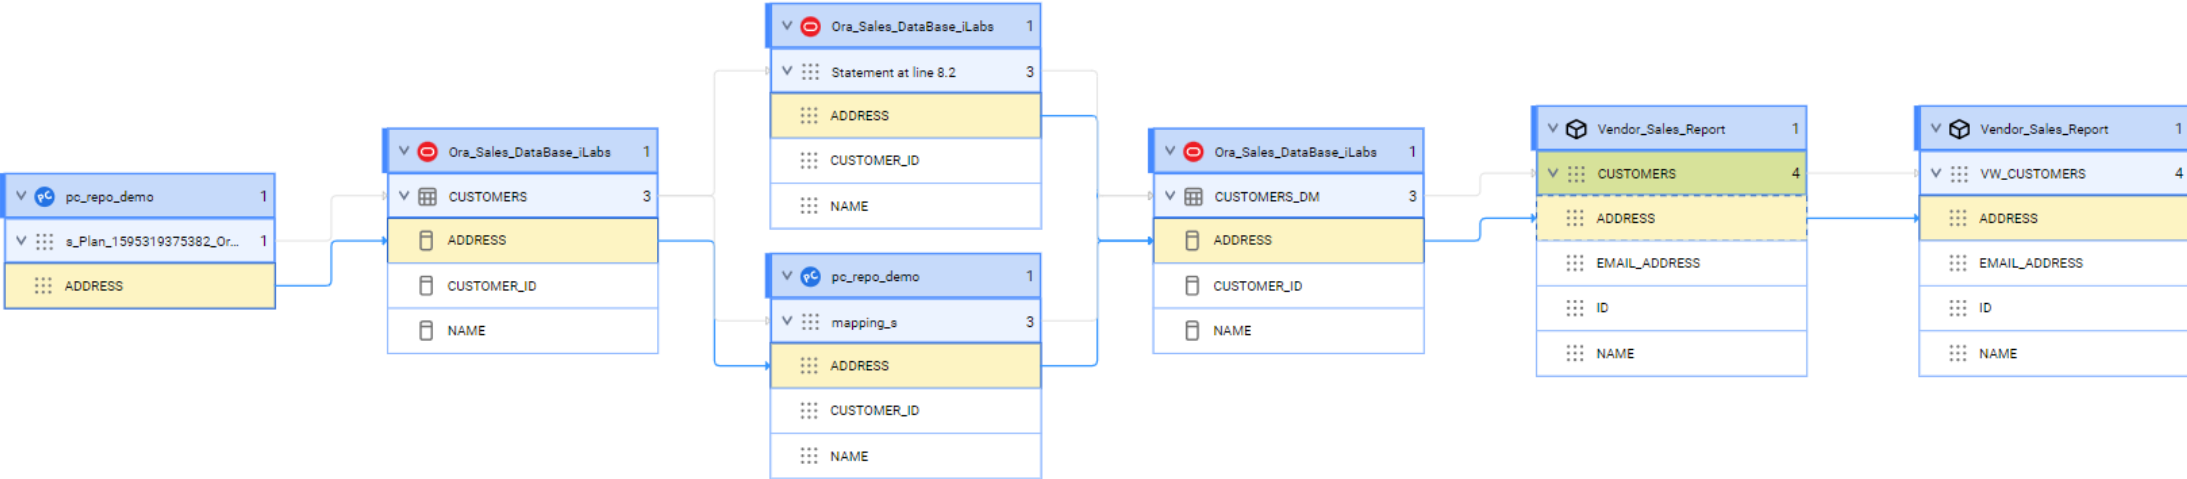 pc_repo_demo 1
s_Plan_1595319375382_Or... 1
ADDRESS
Ora_Sales_DataBase_iLabs 1
CUSTOMERS 3
ADDRESS
CUSTOMER_ID
NAME
Ora_Sales_DataBase_iLabs 1
Statement at line 8.2 3
ADDRESS
CUSTOMER_ID
NAME
PC pc_repo_demo 1
mapping_s 3
ADDRESS
CUSTOMER_ID
NAME
Ora_Sales_DataBase_iLabs 1
CUSTOMERS_DM 3
ADDRESS
CUSTOMER_ID
NAME
Vendor_Sales_Report 1
CUSTOMERS 4
ADDRESS
EMAIL_ADDRESS
ID
NAME
Vendor_Sales_Report 1
VW_CUSTOMERS 4
ADDRESS
EMAIL_ADDRESS
ID
NAME